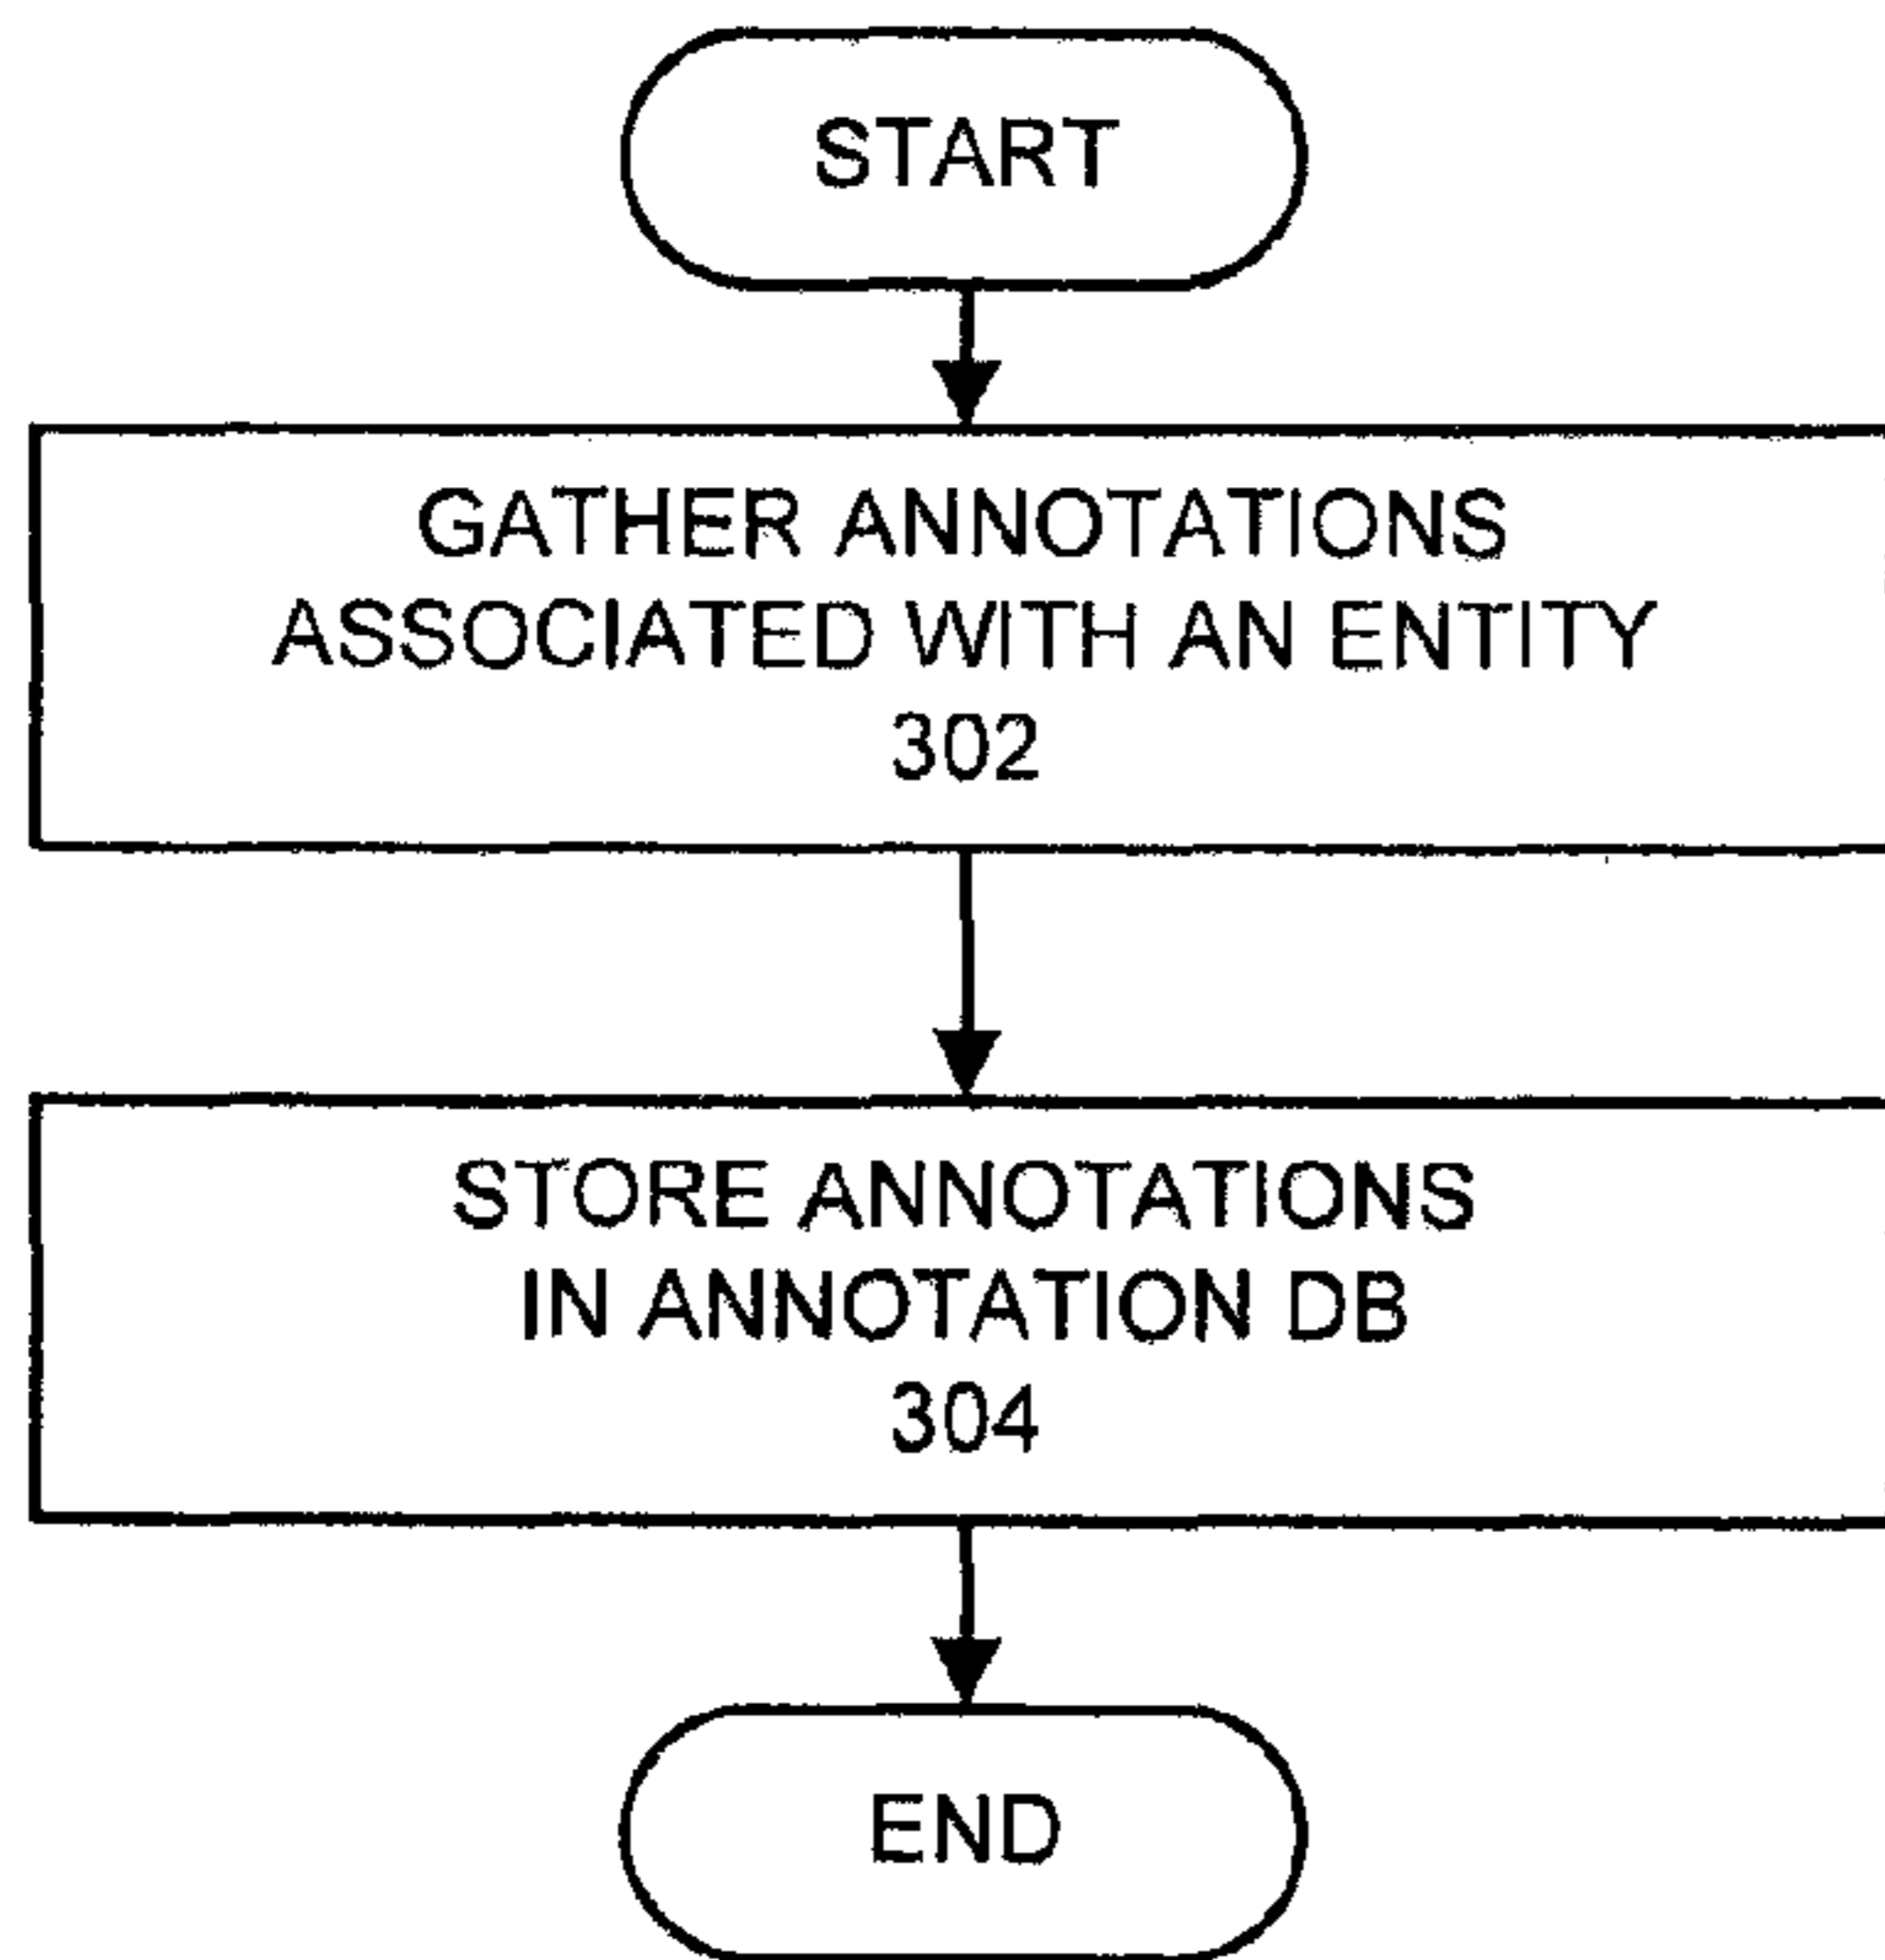 START
GATHER ANNOTATIONS
ASSOCIATED WITH AN ENTITY
302
STORE ANNOTATIONS
IN ANNOTATION DB
304
END